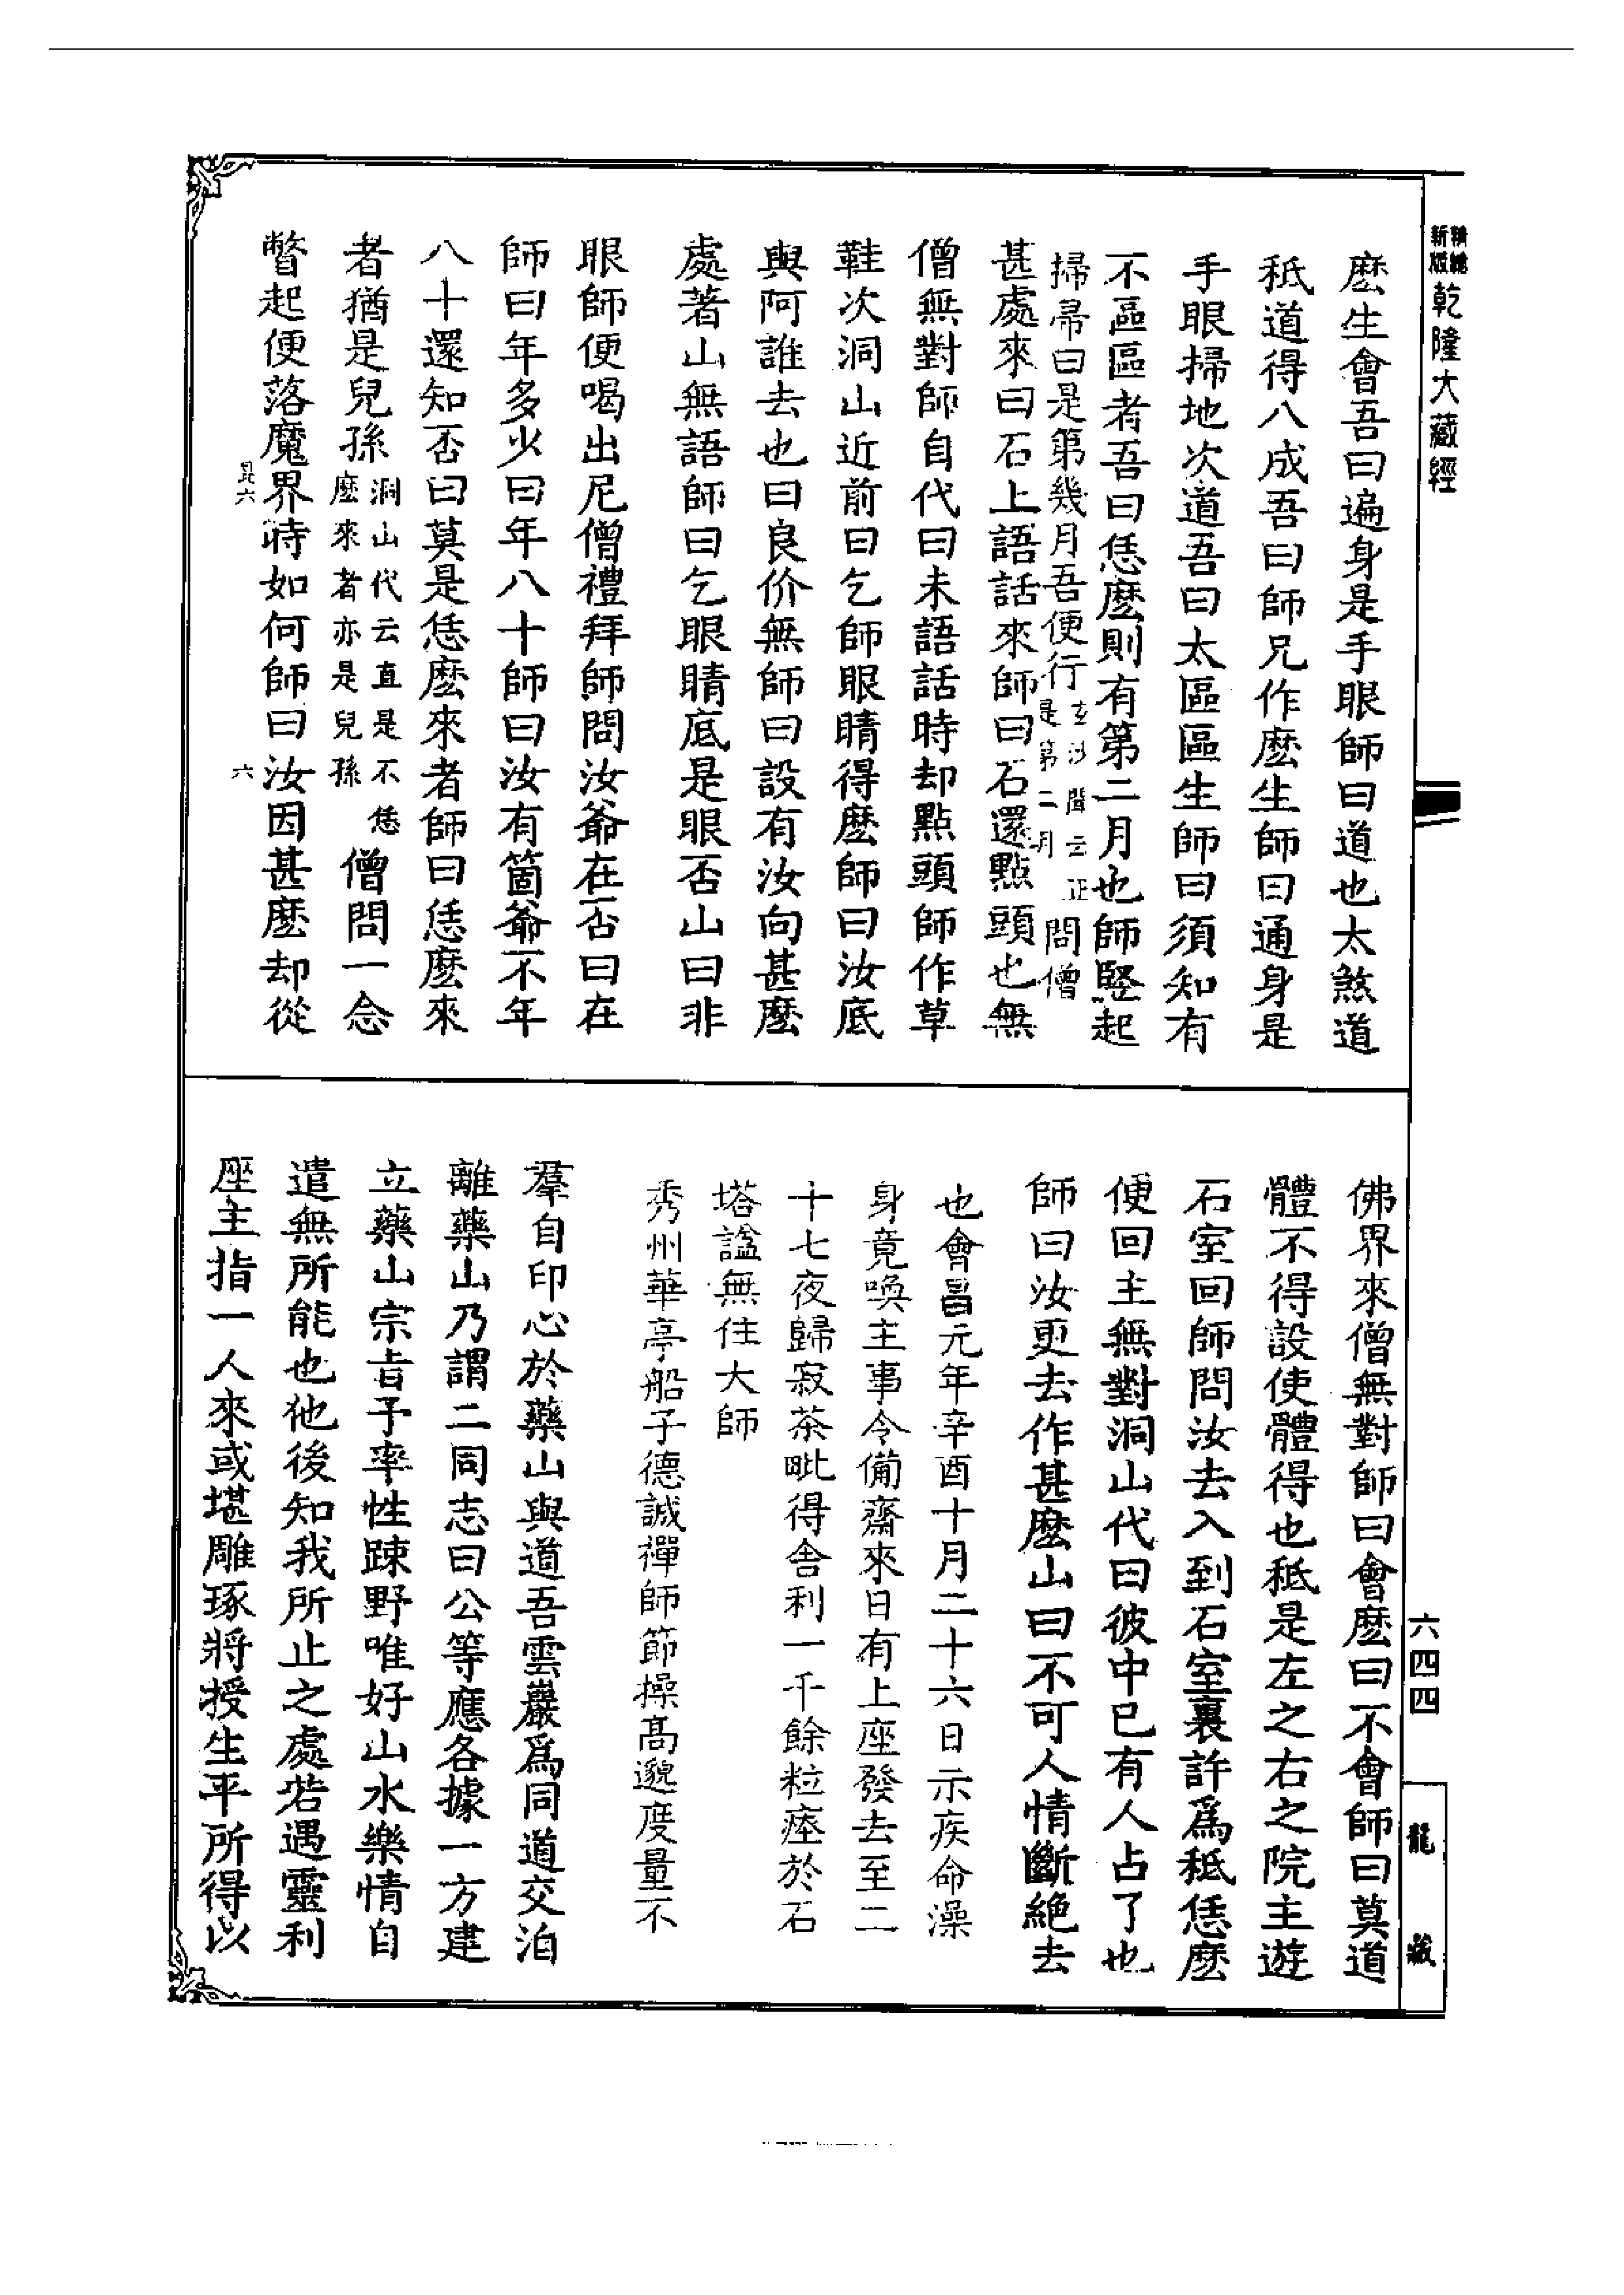 新版精縮乾隆大藏經
麽生會吾曰遍身是手眼師曰道也太煞道
秪道得八成吾曰師兄作麽生師曰通身是
手眼掃地次道吾曰太區區生師曰須知有
不區區者吾曰恁麽則有第二月也師竪起
掃帚曰是第幾月吾便行玄沙聞云正是第二月問僧
甚處來曰石上語話來師曰石還點頭也無
僧無對師自代曰未語話時却點頭師作草
鞋次洞山近前曰乞師眼睛得麽師曰汝底
與阿誰去也曰良价無師曰設有汝向甚麽
處著山無語師曰乞眼睛底是眼否山曰非
眼師便喝出尼僧禮拜師問汝爺在否曰在
師曰年多少曰年八十師曰汝有箇爺不年
八十還知否曰莫是恁麽來者師曰恁麽來
者猶是兒孫洞山代云直是不恁麽來者亦是兒孫僧問一念
瞥起便落魔界時如何師曰汝因甚麽却從
昆六
六
佛界來僧無對師曰會麽曰不會師曰莫道
體不得設使體得也秪是左之右之院主遊
石室回師問汝去入到石室裏許爲秪恁麽
便回主無對洞山代曰彼中已有人占了也
師曰汝更去作甚麽山曰不可人情斷絶去
也會昌元年辛酉十月二十六日示疾命澡
身竟喚主事令備齋來日有上座發去至二
十七夜歸寂茶毗得舍利一千餘粒瘞於石
塔諡無住大師
秀州華亭船子德誠禪師節操高邈度量不
羣自印心於藥山與道吾雲巖爲同道交洎
離藥山乃謂二同志曰公等應各據一方建
立藥山宗旨予率性踈野唯好山水樂情自
遣無所能也他後知我所止之處若遇靈利
座主指一人來或堪雕琢將授生平所得以
六四四
龍藏